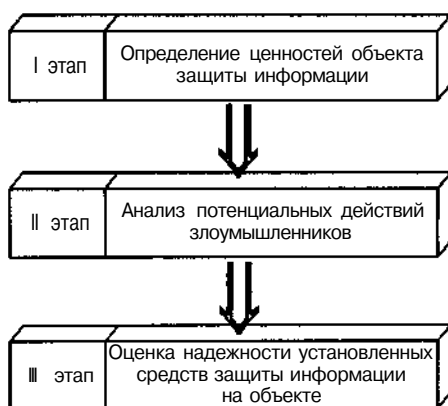 I этап
Определение ценностей объекта
защиты информации
II этап
Анализ потенциальных действий
злоумышленников
III этап
Оценка надежности установленных
средств защиты информации
на объекте